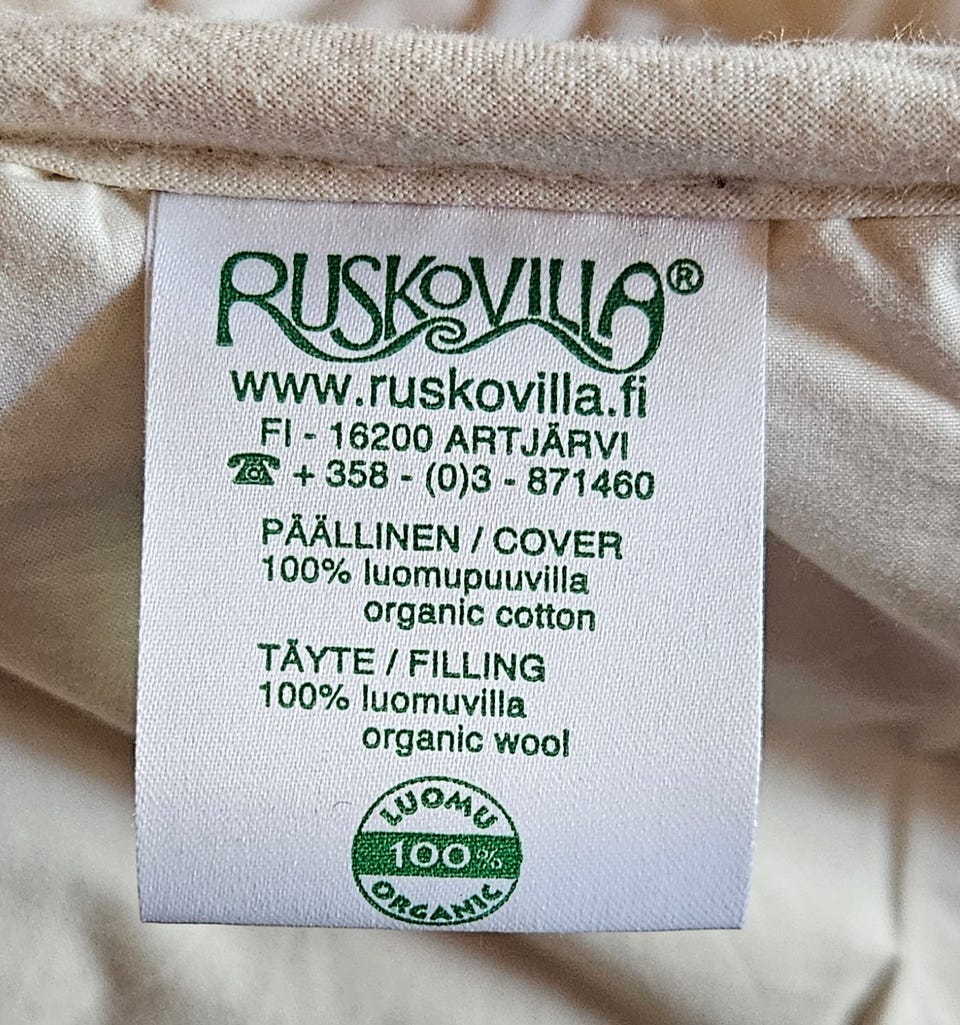 RUSKOVILLA®
www.ruskovilla.fi
FI - 16200 ARTJÄRVI
☎ + 358 - (0)3 - 871460
PÄÄLLINEN / COVER
100% luomupuuvilla
organic cotton
TÄYTE / FILLING
100% luomuvilla
organic wool
LUOMU
100%
ORGANIC